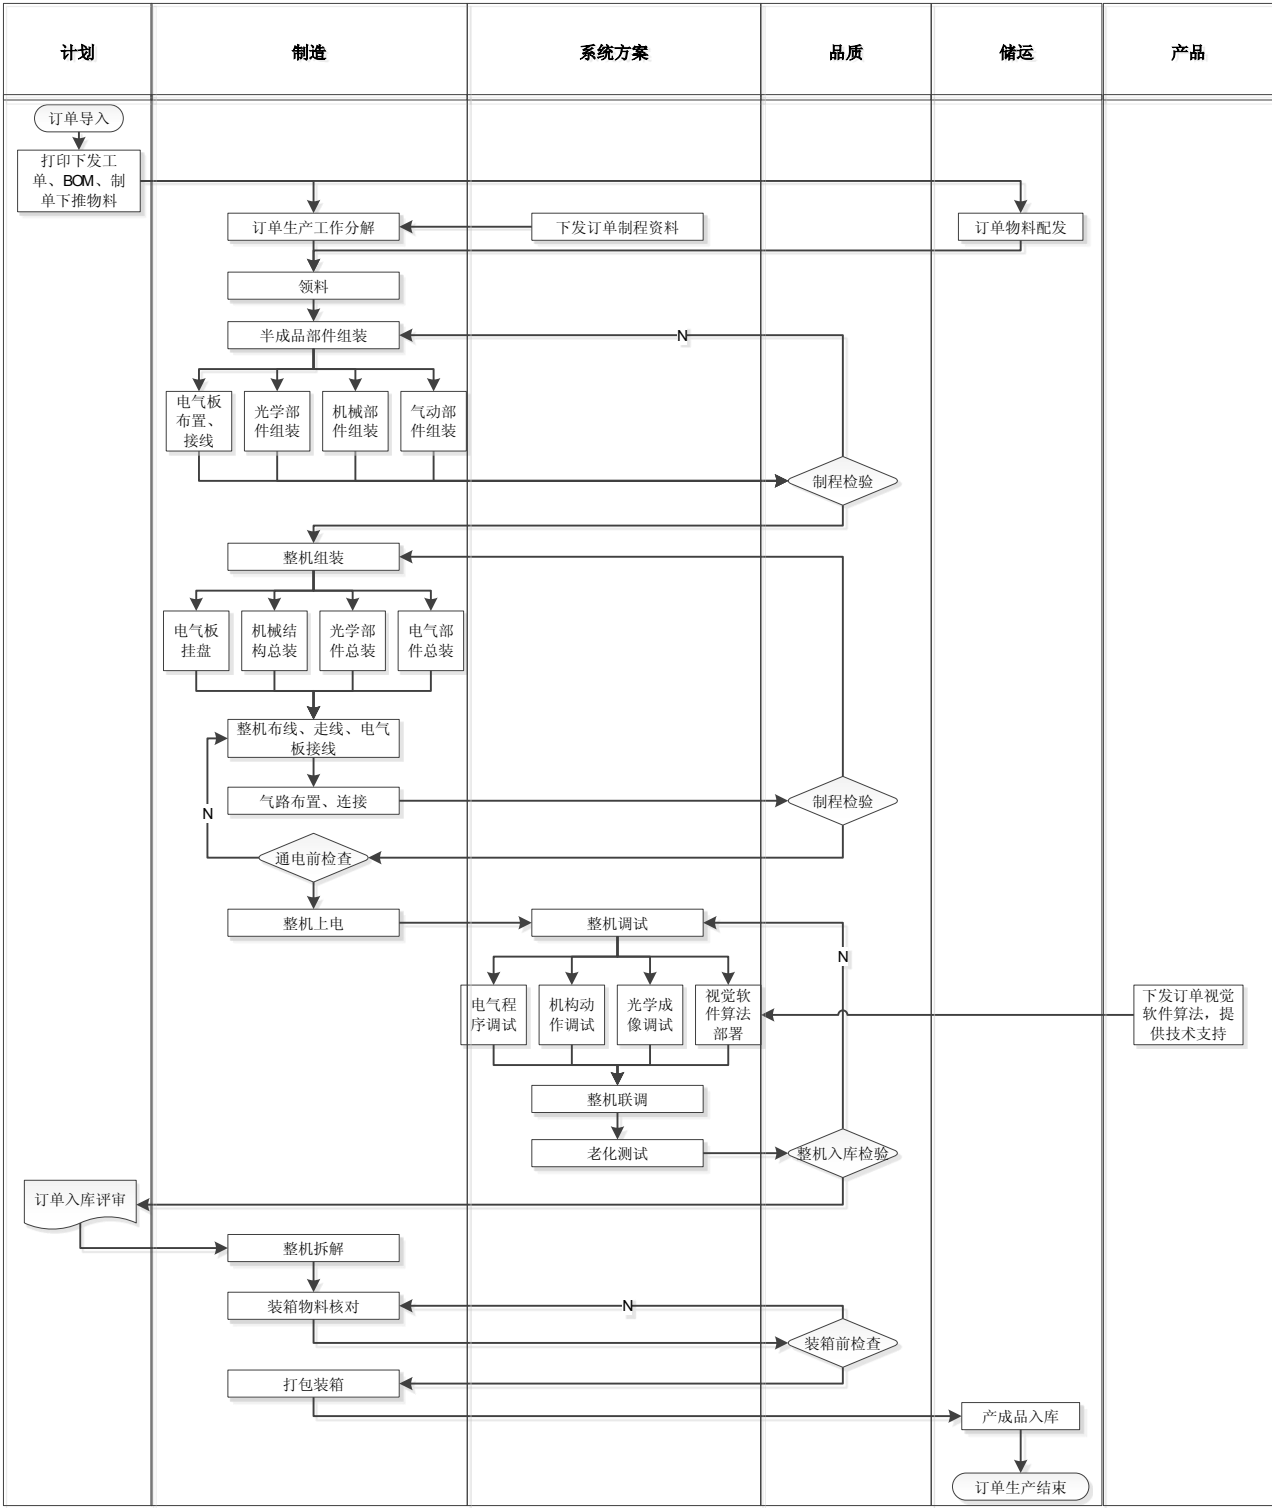 计划
制造
系统方案
品质
储运
产品
订单导入
打印下发工
单、BOM、制
单下推物料
订单生产工作分解
下发订单制程资料
订单物料配发
领料
半成品部件组装
N
电气板
布置、
接线
光学部
件组装
机械部
件组装
气动部
件组装
制程检验
整机组装
电气板
挂盘
机械结
构总装
光学部
件总装
电气部
件总装
整机布线、走线、电气
板接线
气路布置、连接
制程检验
N
通电前检查
整机上电
整机调试
N
电气程
序调试
机构动
作调试
光学成
像调试
视觉软
件算法
部署
下发订单视觉
软件算法，提
供技术支持
整机联调
老化测试
整机入库检验
订单入库评审
整机拆解
装箱物料核对
N
装箱前检查
打包装箱
产成品入库
订单生产结束